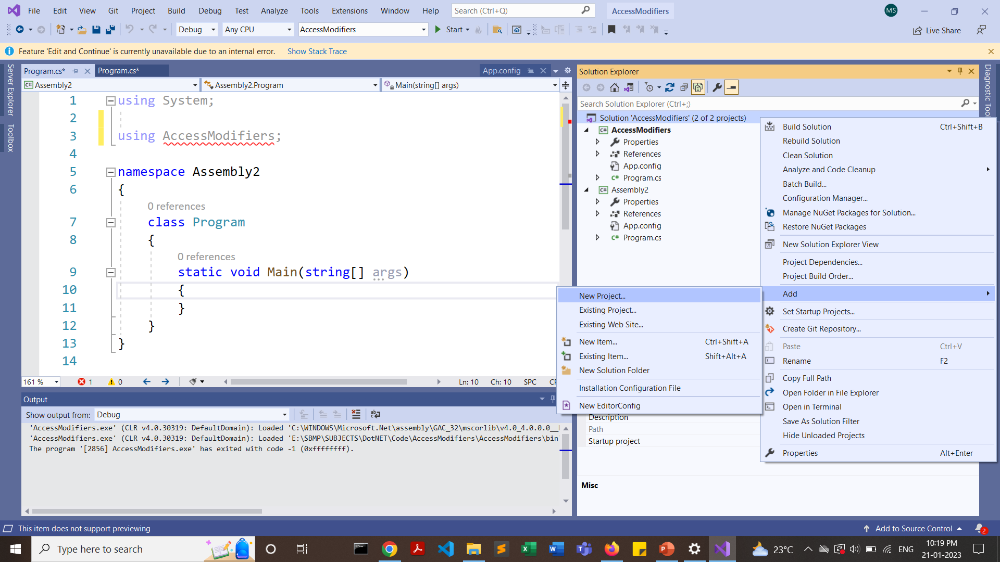 File Edit View Git Project Build Debug Test Analyze Tools Extensions Window Help Search (Ctrl+Q) AccessModifiers MS
Debug Any CPU AccessModifiers Start Live Share
Feature 'Edit and Continue' is currently unavailable due to an internal error. Show Stack Trace
Server Explorer
Toolbox
Program.cs* Program.cs* App.config
Assembly2 Assembly2.Program Main(string[] args)
1 using System;
2
3 using AccessModifiers;
4
5 namespace Assembly2
6 {
0 references
7 class Program
8 {
0 references
9 static void Main(string[] args)
10 {
11 }
12 }
13 }
14
161 % 1 0 Ln: 10 Ch: 10 SPC
Output
Show output from: Debug
'AccessModifiers.exe' (CLR v4.0.30319: DefaultDomain): Loaded 'C:\WINDOWS\Microsoft.Net\assembly\GAC_32\mscorlib\v4.0_4.0.0.0__
'AccessModifiers.exe' (CLR v4.0.30319: DefaultDomain): Loaded 'E:\SBMP\SUBJECTS\DotNET\Code\AccessModifiers\AccessModifiers\bin\
The program '[2856] AccessModifiers.exe' has exited with code -1 (0xffffffff).
Solution Explorer
Search Solution Explorer (Ctrl+;)
Solution 'AccessModifiers' (2 of 2 projects)
AccessModifiers
Properties
References
App.config
Program.cs
Assembly2
Properties
References
App.config
Program.cs
Diagnostic Tool
Build Solution Ctrl+Shift+B
Rebuild Solution
Clean Solution
Analyze and Code Cleanup
Batch Build...
Configuration Manager...
Manage NuGet Packages for Solution...
Restore NuGet Packages
New Solution Explorer View
Project Dependencies...
Project Build Order...
Add
Set Startup Projects...
Create Git Repository...
Paste Ctrl+V
Rename F2
Copy Full Path
Open Folder in File Explorer
Open in Terminal
Save As Solution Filter
Hide Unloaded Projects
Properties Alt+Enter
New Project...
Existing Project...
Existing Web Site...
New Item... Ctrl+Shift+A
Existing Item... Shift+Alt+A
New Solution Folder
Installation Configuration File
New EditorConfig
Description
Path
Startup project
Misc
This item does not support previewing Add to Source Control 2
Type here to search 23°C ENG 10:19 PM
21-01-2023